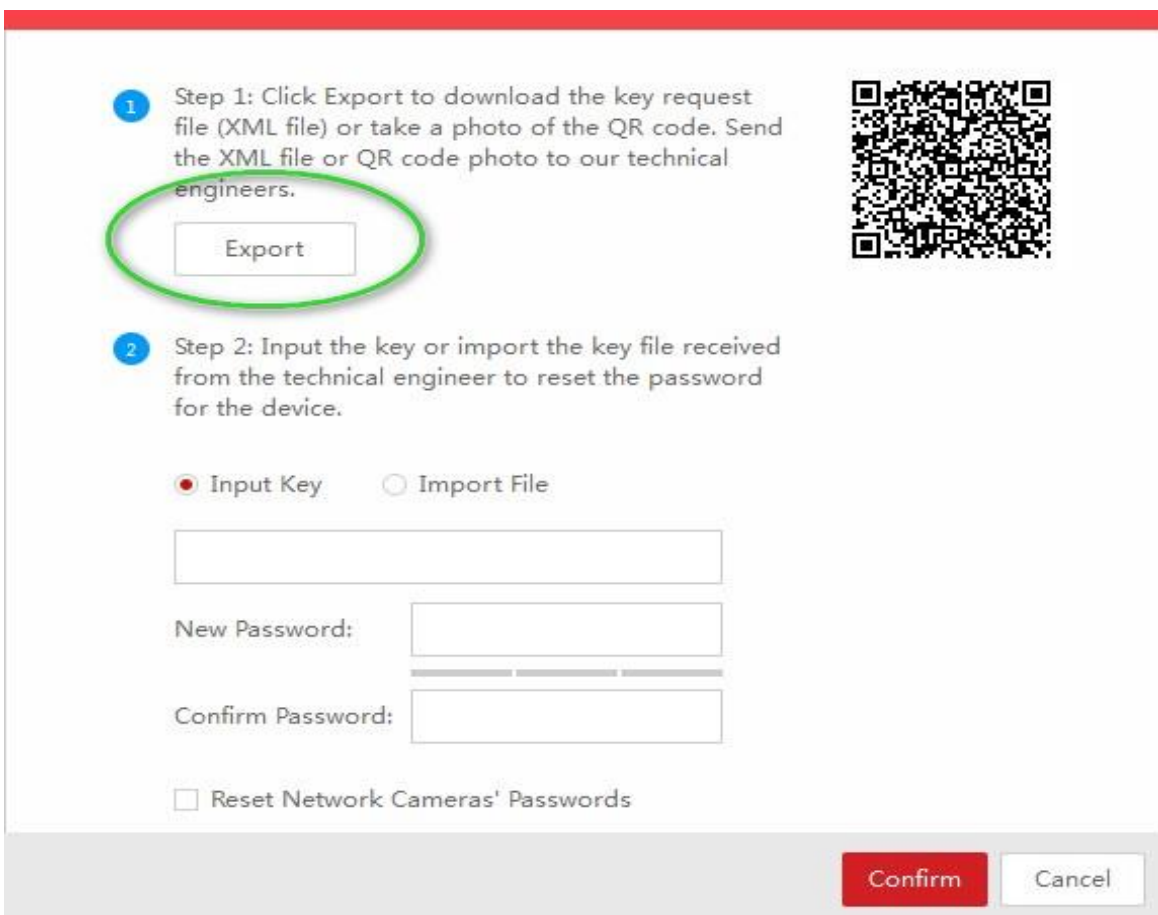 1
Step 1: Click Export to download the key request
file (XML file) or take a photo of the QR code. Send
the XML file or QR code photo to our technical
engineers.
Export
2
Step 2: Input the key or import the key file received
from the technical engineer to reset the password
for the device.
Input Key Import File
New Password:
Confirm Password:
Reset Network Cameras' Passwords
Confirm Cancel